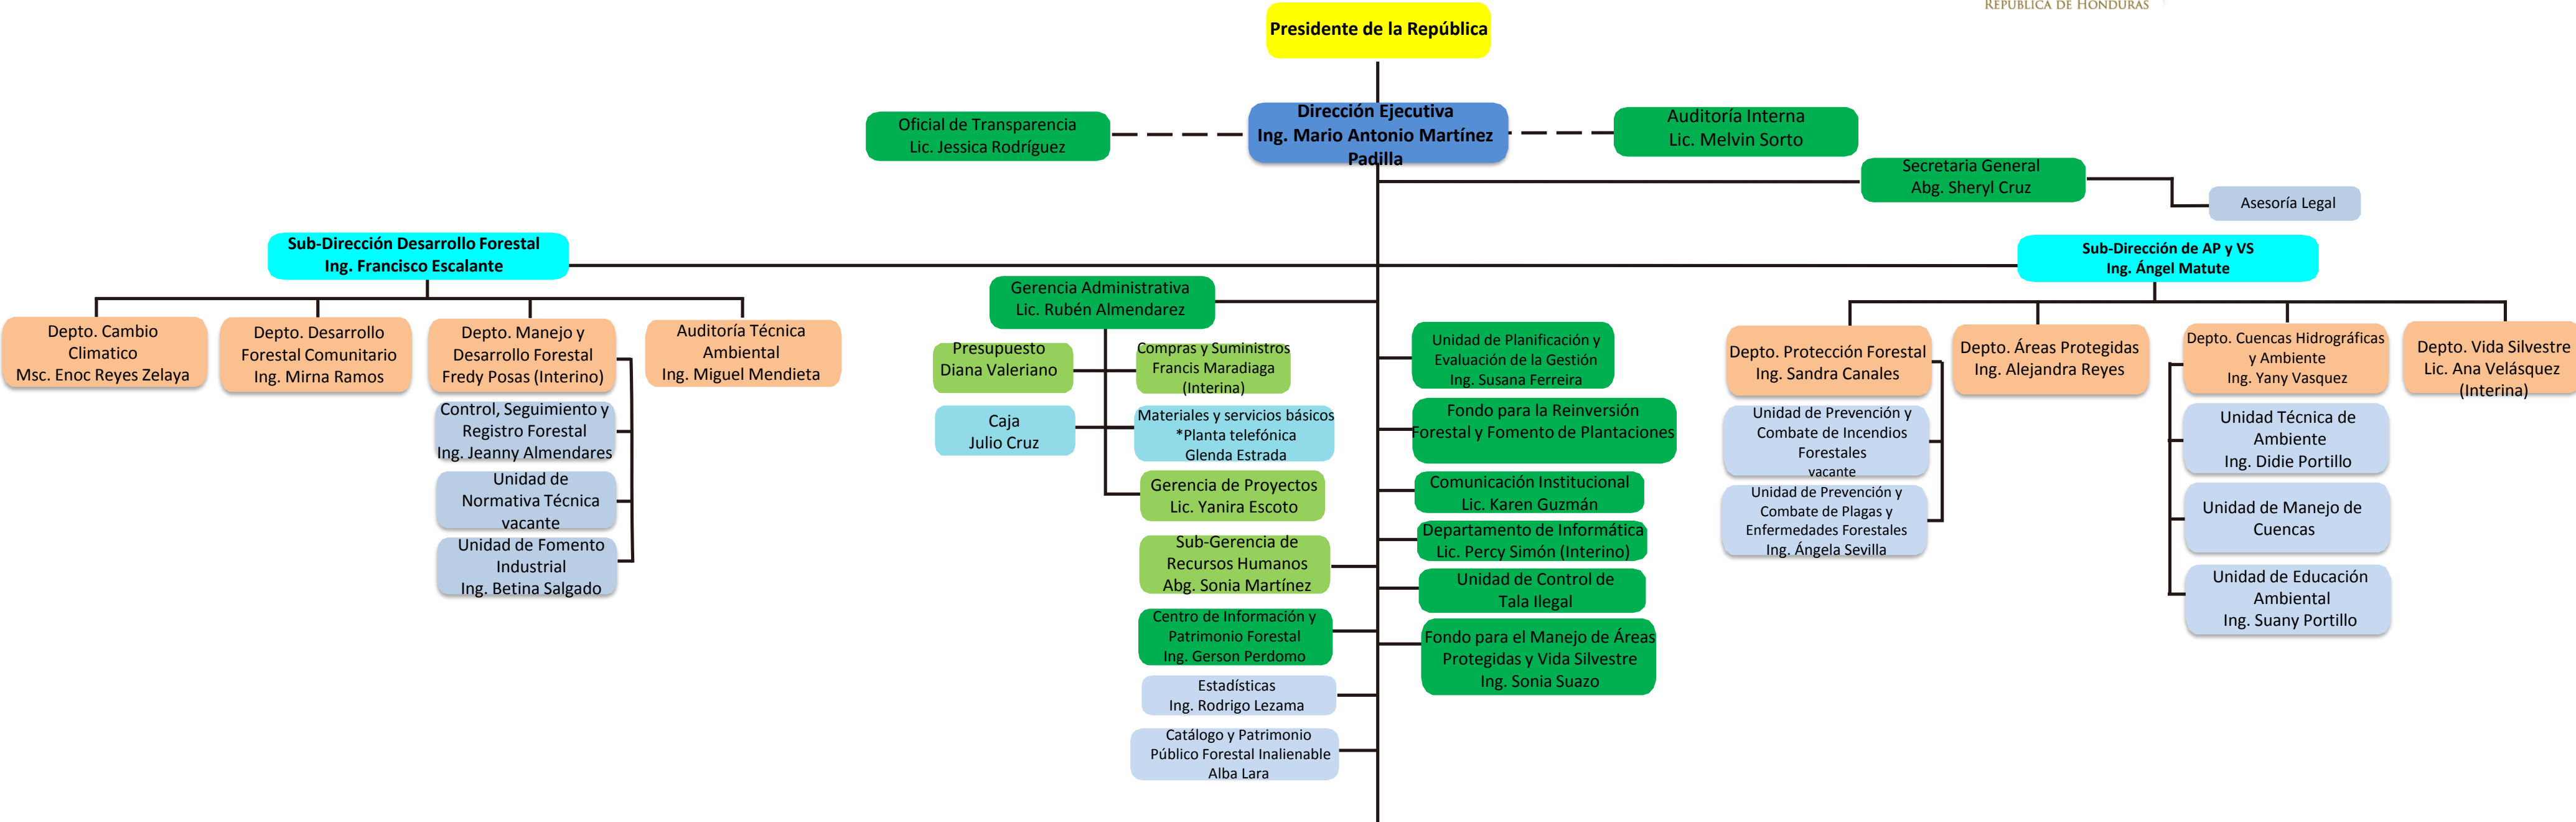 REPÚBLICA DE HONDURAS
Presidente de la República
Dirección Ejecutiva
Ing. Mario Antonio Martínez
Padilla
Oficial de Transparencia
Lic. Jessica Rodríguez
Auditoría Interna
Lic. Melvin Sorto
Secretaria General
Abg. Sheryl Cruz
Asesoría Legal
Sub-Dirección Desarrollo Forestal
Ing. Francisco Escalante
Sub-Dirección de AP y VS
Ing. Ángel Matute
Depto. Cambio
Climatico
Msc. Enoc Reyes Zelaya
Depto. Desarrollo
Forestal Comunitario
Ing. Mirna Ramos
Depto. Manejo y
Desarrollo Forestal
Fredy Posas (Interino)
Auditoría Técnica
Ambiental
Ing. Miguel Mendieta
Control, Seguimiento y
Registro Forestal
Ing. Jeanny Almendares
Unidad de
Normativa Técnica
vacante
Unidad de Fomento
Industrial
Ing. Betina Salgado
Gerencia Administrativa
Lic. Rubén Almendarez
Presupuesto
Diana Valeriano
Compras y Suministros
Francis Maradiaga
(Interina)
Caja
Julio Cruz
Materiales y servicios básicos
*Planta telefónica
Glenda Estrada
Gerencia de Proyectos
Lic. Yanira Escoto
Sub-Gerencia de
Recursos Humanos
Abg. Sonia Martínez
Centro de Información y
Patrimonio Forestal
Ing. Gerson Perdomo
Estadísticas
Ing. Rodrigo Lezama
Catálogo y Patrimonio
Público Forestal Inalienable
Alba Lara
Unidad de Planificación y
Evaluación de la Gestión
Ing. Susana Ferreira
Fondo para la Reinversión
Forestal y Fomento de Plantaciones
Comunicación Institucional
Lic. Karen Guzmán
Departamento de Informática
Lic. Percy Simón (Interino)
Unidad de Control de
Tala Ilegal
Fondo para el Manejo de Áreas
Protegidas y Vida Silvestre
Ing. Sonia Suazo
Depto. Protección Forestal
Ing. Sandra Canales
Depto. Áreas Protegidas
Ing. Alejandra Reyes
Depto. Cuencas Hidrográficas
y Ambiente
Ing. Yany Vasquez
Depto. Vida Silvestre
Lic. Ana Velásquez
(Interina)
Unidad de Prevención y
Combate de Incendios
Forestales
vacante
Unidad de Prevención y
Combate de Plagas y
Enfermedades Forestales
Ing. Ángela Sevilla
Unidad Técnica de
Ambiente
Ing. Didie Portillo
Unidad de Manejo de
Cuencas
Unidad de Educación
Ambiental
Ing. Suany Portillo